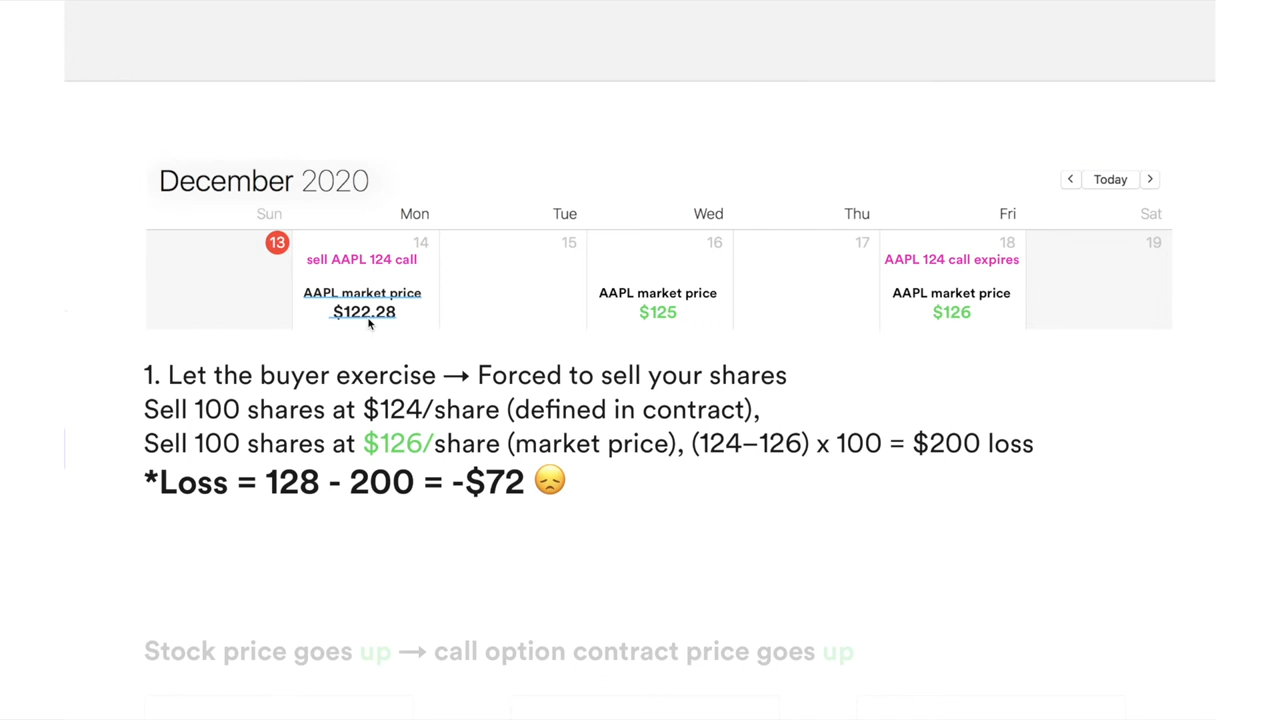 December 2020
Today
Sun Mon Tue Wed Thu Fri Sat
13 14 15 16 17 18 19
sell AAPL 124 call AAPL 124 call expires
AAPL market price AAPL market price AAPL market price
$122.28 $125 $126
1. Let the buyer exercise → Forced to sell your shares
Sell 100 shares at $124/share (defined in contract),
Sell 100 shares at $126/share (market price), (124–126) x 100 = $200 loss
*Loss = 128 - 200 = -$72 😞
Stock price goes up → call option contract price goes up